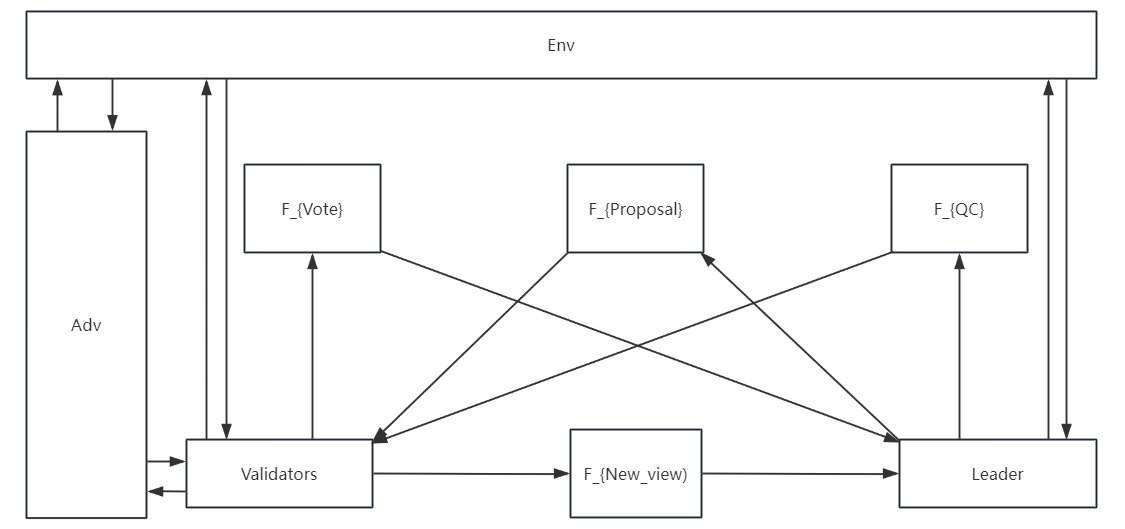 Env
F_{Vote}
F_{Proposal}
F_{QC}
Adv
Validators
F_{New_view)
Leader